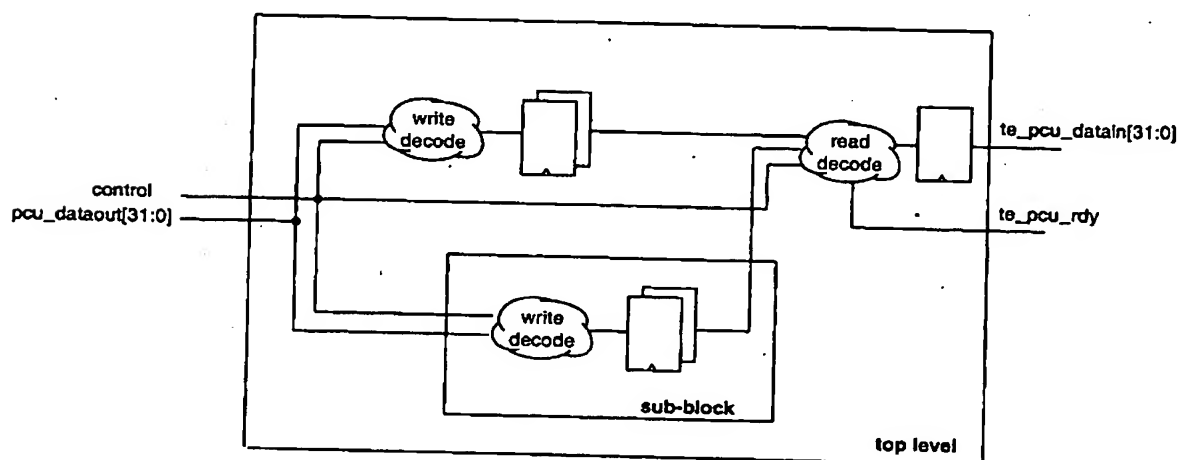 write
decode
read
decode
te_pcu_datain[31:0]
control
pcu_dataout[31:0]
te_pcu_rdy
write
decode
sub-block
top level